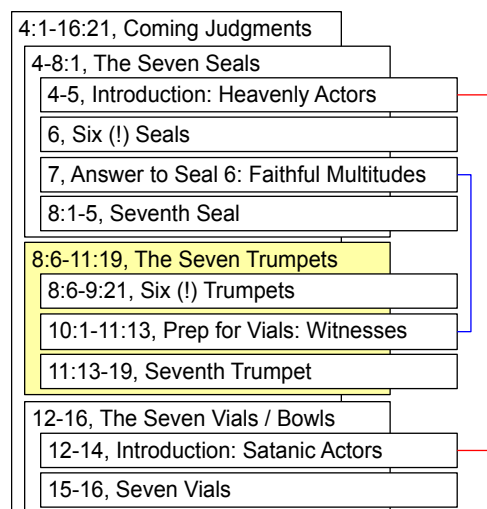 4:1-16:21, Coming Judgments
4-8:1, The Seven Seals
4-5, Introduction: Heavenly Actors
6, Six (!) Seals
7, Answer to Seal 6: Faithful Multitudes
8:1-5, Seventh Seal
8:6-11:19, The Seven Trumpets
8:6-9:21, Six (!) Trumpets
10:1-11:13, Prep for Vials: Witnesses
11:13-19, Seventh Trumpet
12-16, The Seven Vials / Bowls
12-14, Introduction: Satanic Actors
15-16, Seven Vials